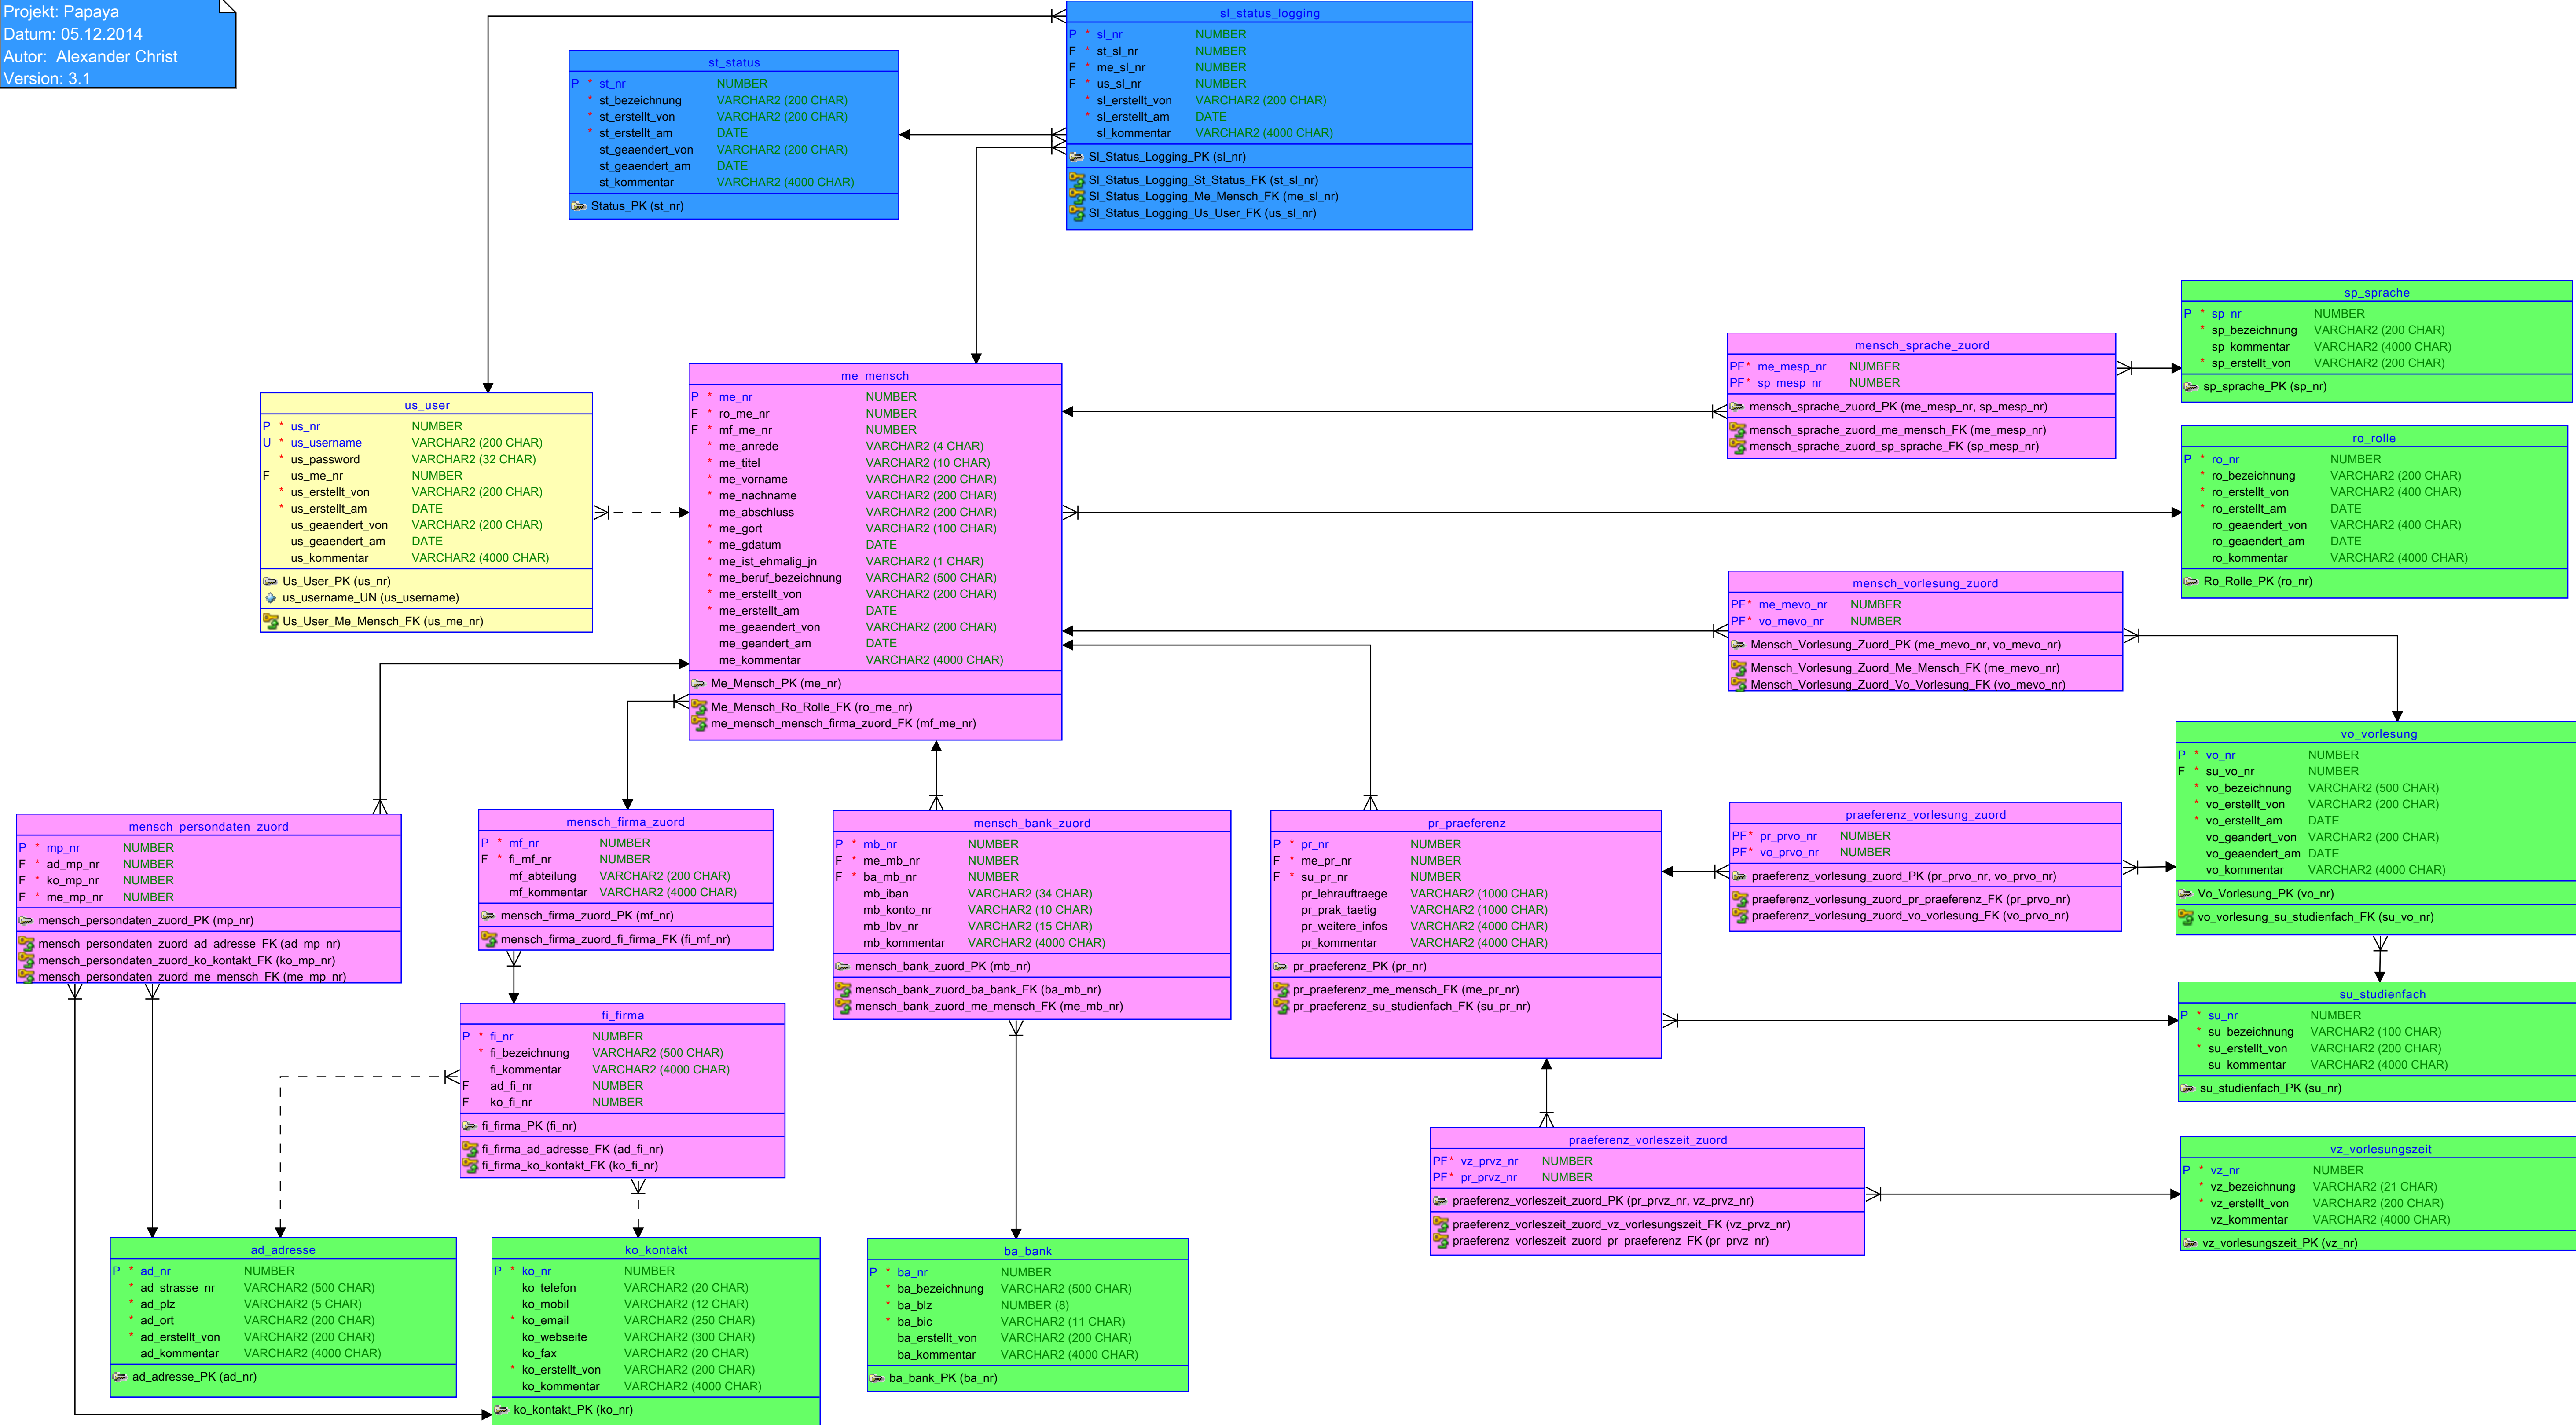 Projekt: Papaya
Datum: 05.12.2014
Autor:  Alexander Christ
Version: 3.1
sl_status_logging
P * sl_nr NUMBER
F * st_sl_nr NUMBER
F * me_sl_nr NUMBER
F * us_sl_nr NUMBER
* sl_erstellt_von VARCHAR2 (200 CHAR)
* sl_erstellt_am DATE
sl_kommentar VARCHAR2 (4000 CHAR)
Sl_Status_Logging_PK (sl_nr)
Sl_Status_Logging_St_Status_FK (st_sl_nr)
Sl_Status_Logging_Me_Mensch_FK (me_sl_nr)
Sl_Status_Logging_Us_User_FK (us_sl_nr)
st_status
P * st_nr NUMBER
* st_bezeichnung VARCHAR2 (200 CHAR)
* st_erstellt_von VARCHAR2 (200 CHAR)
* st_erstellt_am DATE
st_geaendert_von VARCHAR2 (200 CHAR)
st_geaendert_am DATE
st_kommentar VARCHAR2 (4000 CHAR)
Status_PK (st_nr)
sp_sprache
P * sp_nr NUMBER
* sp_bezeichnung VARCHAR2 (200 CHAR)
sp_kommentar VARCHAR2 (4000 CHAR)
* sp_erstellt_von VARCHAR2 (200 CHAR)
sp_sprache_PK (sp_nr)
mensch_sprache_zuord
PF* me_mesp_nr NUMBER
PF* sp_mesp_nr NUMBER
mensch_sprache_zuord_PK (me_mesp_nr, sp_mesp_nr)
mensch_sprache_zuord_me_mensch_FK (me_mesp_nr)
mensch_sprache_zuord_sp_sprache_FK (sp_mesp_nr)
me_mensch
P * me_nr NUMBER
F * ro_me_nr NUMBER
F * mf_me_nr NUMBER
* me_anrede VARCHAR2 (4 CHAR)
* me_titel VARCHAR2 (10 CHAR)
* me_vorname VARCHAR2 (200 CHAR)
* me_nachname VARCHAR2 (200 CHAR)
me_abschluss VARCHAR2 (200 CHAR)
* me_gort VARCHAR2 (100 CHAR)
* me_gdatum DATE
* me_ist_ehmalig_jn VARCHAR2 (1 CHAR)
* me_beruf_bezeichnung VARCHAR2 (500 CHAR)
* me_erstellt_von VARCHAR2 (200 CHAR)
* me_erstellt_am DATE
me_geaendert_von VARCHAR2 (200 CHAR)
me_geandert_am DATE
me_kommentar VARCHAR2 (4000 CHAR)
Me_Mensch_PK (me_nr)
Me_Mensch_Ro_Rolle_FK (ro_me_nr)
me_mensch_mensch_firma_zuord_FK (mf_me_nr)
us_user
P * us_nr NUMBER
U * us_username VARCHAR2 (200 CHAR)
* us_password VARCHAR2 (32 CHAR)
F us_me_nr NUMBER
* us_erstellt_von VARCHAR2 (200 CHAR)
* us_erstellt_am DATE
us_geaendert_von VARCHAR2 (200 CHAR)
us_geaendert_am DATE
us_kommentar VARCHAR2 (4000 CHAR)
Us_User_PK (us_nr)
us_username_UN (us_username)
Us_User_Me_Mensch_FK (us_me_nr)
ro_rolle
P * ro_nr NUMBER
* ro_bezeichnung VARCHAR2 (200 CHAR)
* ro_erstellt_von VARCHAR2 (400 CHAR)
* ro_erstellt_am DATE
ro_geaendert_von VARCHAR2 (400 CHAR)
ro_geaendert_am DATE
ro_kommentar VARCHAR2 (4000 CHAR)
Ro_Rolle_PK (ro_nr)
mensch_vorlesung_zuord
PF* me_mevo_nr NUMBER
PF* vo_mevo_nr NUMBER
Mensch_Vorlesung_Zuord_PK (me_mevo_nr, vo_mevo_nr)
Mensch_Vorlesung_Zuord_Me_Mensch_FK (me_mevo_nr)
Mensch_Vorlesung_Zuord_Vo_Vorlesung_FK (vo_mevo_nr)
vo_vorlesung
P * vo_nr NUMBER
F * su_vo_nr NUMBER
* vo_bezeichnung VARCHAR2 (500 CHAR)
* vo_erstellt_von VARCHAR2 (200 CHAR)
* vo_erstellt_am DATE
vo_geandert_von VARCHAR2 (200 CHAR)
vo_geaendert_am DATE
vo_kommentar VARCHAR2 (4000 CHAR)
Vo_Vorlesung_PK (vo_nr)
vo_vorlesung_su_studienfach_FK (su_vo_nr)
mensch_persondaten_zuord
P * mp_nr NUMBER
F * ad_mp_nr NUMBER
F * ko_mp_nr NUMBER
F * me_mp_nr NUMBER
mensch_persondaten_zuord_PK (mp_nr)
mensch_persondaten_zuord_ad_adresse_FK (ad_mp_nr)
mensch_persondaten_zuord_ko_kontakt_FK (ko_mp_nr)
mensch_persondaten_zuord_me_mensch_FK (me_mp_nr)
mensch_firma_zuord
P * mf_nr NUMBER
F * fi_mf_nr NUMBER
mf_abteilung VARCHAR2 (200 CHAR)
mf_kommentar VARCHAR2 (4000 CHAR)
mensch_firma_zuord_PK (mf_nr)
mensch_firma_zuord_fi_firma_FK (fi_mf_nr)
mensch_bank_zuord
P * mb_nr NUMBER
F * me_mb_nr NUMBER
F * ba_mb_nr NUMBER
mb_iban VARCHAR2 (34 CHAR)
mb_konto_nr VARCHAR2 (10 CHAR)
mb_lbv_nr VARCHAR2 (15 CHAR)
mb_kommentar VARCHAR2 (4000 CHAR)
mensch_bank_zuord_PK (mb_nr)
mensch_bank_zuord_ba_bank_FK (ba_mb_nr)
mensch_bank_zuord_me_mensch_FK (me_mb_nr)
pr_praeferenz
P * pr_nr NUMBER
F * me_pr_nr NUMBER
F * su_pr_nr NUMBER
pr_lehrauftraege VARCHAR2 (1000 CHAR)
pr_prak_taetig VARCHAR2 (1000 CHAR)
pr_weitere_infos VARCHAR2 (4000 CHAR)
pr_kommentar VARCHAR2 (4000 CHAR)
pr_praeferenz_PK (pr_nr)
pr_praeferenz_me_mensch_FK (me_pr_nr)
pr_praeferenz_su_studienfach_FK (su_pr_nr)
praeferenz_vorlesung_zuord
PF* pr_prvo_nr NUMBER
PF* vo_prvo_nr NUMBER
praeferenz_vorlesung_zuord_PK (pr_prvo_nr, vo_prvo_nr)
praeferenz_vorlesung_zuord_pr_praeferenz_FK (pr_prvo_nr)
praeferenz_vorlesung_zuord_vo_vorlesung_FK (vo_prvo_nr)
su_studienfach
P * su_nr NUMBER
* su_bezeichnung VARCHAR2 (100 CHAR)
* su_erstellt_von VARCHAR2 (200 CHAR)
su_kommentar VARCHAR2 (4000 CHAR)
su_studienfach_PK (su_nr)
fi_firma
P * fi_nr NUMBER
* fi_bezeichnung VARCHAR2 (500 CHAR)
fi_kommentar VARCHAR2 (4000 CHAR)
F ad_fi_nr NUMBER
F ko_fi_nr NUMBER
fi_firma_PK (fi_nr)
fi_firma_ad_adresse_FK (ad_fi_nr)
fi_firma_ko_kontakt_FK (ko_fi_nr)
praeferenz_vorleszeit_zuord
PF* vz_prvz_nr NUMBER
PF* pr_prvz_nr NUMBER
praeferenz_vorleszeit_zuord_PK (pr_prvz_nr, vz_prvz_nr)
praeferenz_vorleszeit_zuord_vz_vorlesungszeit_FK (vz_prvz_nr)
praeferenz_vorleszeit_zuord_pr_praeferenz_FK (pr_prvz_nr)
vz_vorlesungszeit
P * vz_nr NUMBER
* vz_bezeichnung VARCHAR2 (21 CHAR)
* vz_erstellt_von VARCHAR2 (200 CHAR)
vz_kommentar VARCHAR2 (4000 CHAR)
vz_vorlesungszeit_PK (vz_nr)
ad_adresse
P * ad_nr NUMBER
* ad_strasse_nr VARCHAR2 (500 CHAR)
* ad_plz VARCHAR2 (5 CHAR)
* ad_ort VARCHAR2 (200 CHAR)
* ad_erstellt_von VARCHAR2 (200 CHAR)
ad_kommentar VARCHAR2 (4000 CHAR)
ad_adresse_PK (ad_nr)
ko_kontakt
P * ko_nr NUMBER
ko_telefon VARCHAR2 (20 CHAR)
ko_mobil VARCHAR2 (12 CHAR)
* ko_email VARCHAR2 (250 CHAR)
ko_webseite VARCHAR2 (300 CHAR)
ko_fax VARCHAR2 (20 CHAR)
* ko_erstellt_von VARCHAR2 (200 CHAR)
ko_kommentar VARCHAR2 (4000 CHAR)
ko_kontakt_PK (ko_nr)
ba_bank
P * ba_nr NUMBER
* ba_bezeichnung VARCHAR2 (500 CHAR)
* ba_blz NUMBER (8)
* ba_bic VARCHAR2 (11 CHAR)
ba_erstellt_von VARCHAR2 (200 CHAR)
ba_kommentar VARCHAR2 (4000 CHAR)
ba_bank_PK (ba_nr)